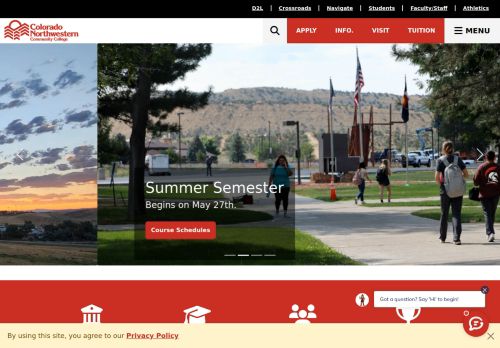 D2L | Crossroads | Navigate | Students | Faculty/Staff | Athletics
Colorado
Northwestern
Community College
APPLY INFO. VISIT TUITION MENU
Summer Semester
Begins on May 27th.
Course Schedules
Got a question? Say 'Hi' to begin!
By using this site, you agree to our Privacy Policy